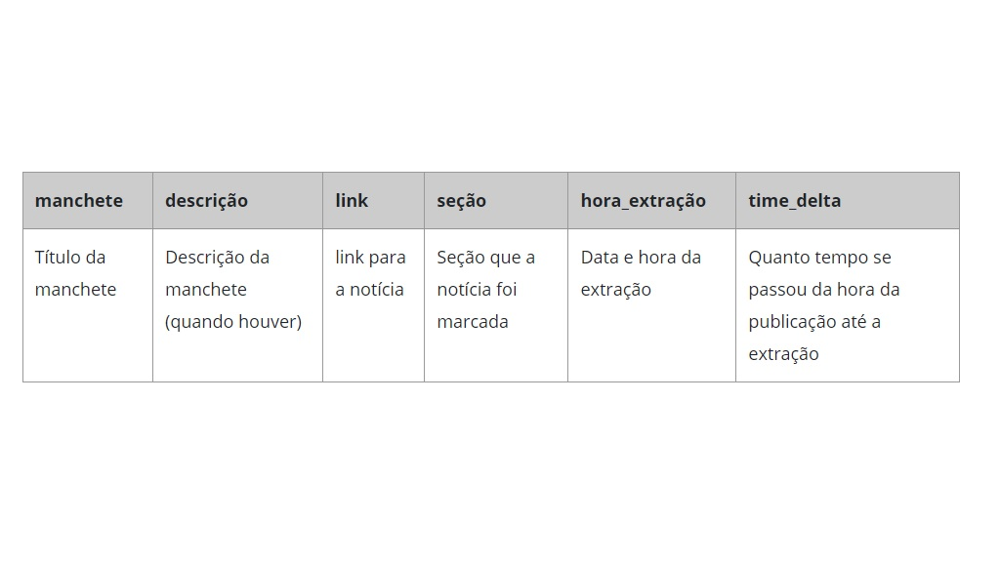 manchete descrição link seção hora_extração time_delta
Título da Descrição da link para Seção que a Data e hora da Quanto tempo se
manchete manchete a notícia notícia foi extração passou da hora da
(quando houver) marcada publicação até a
extração